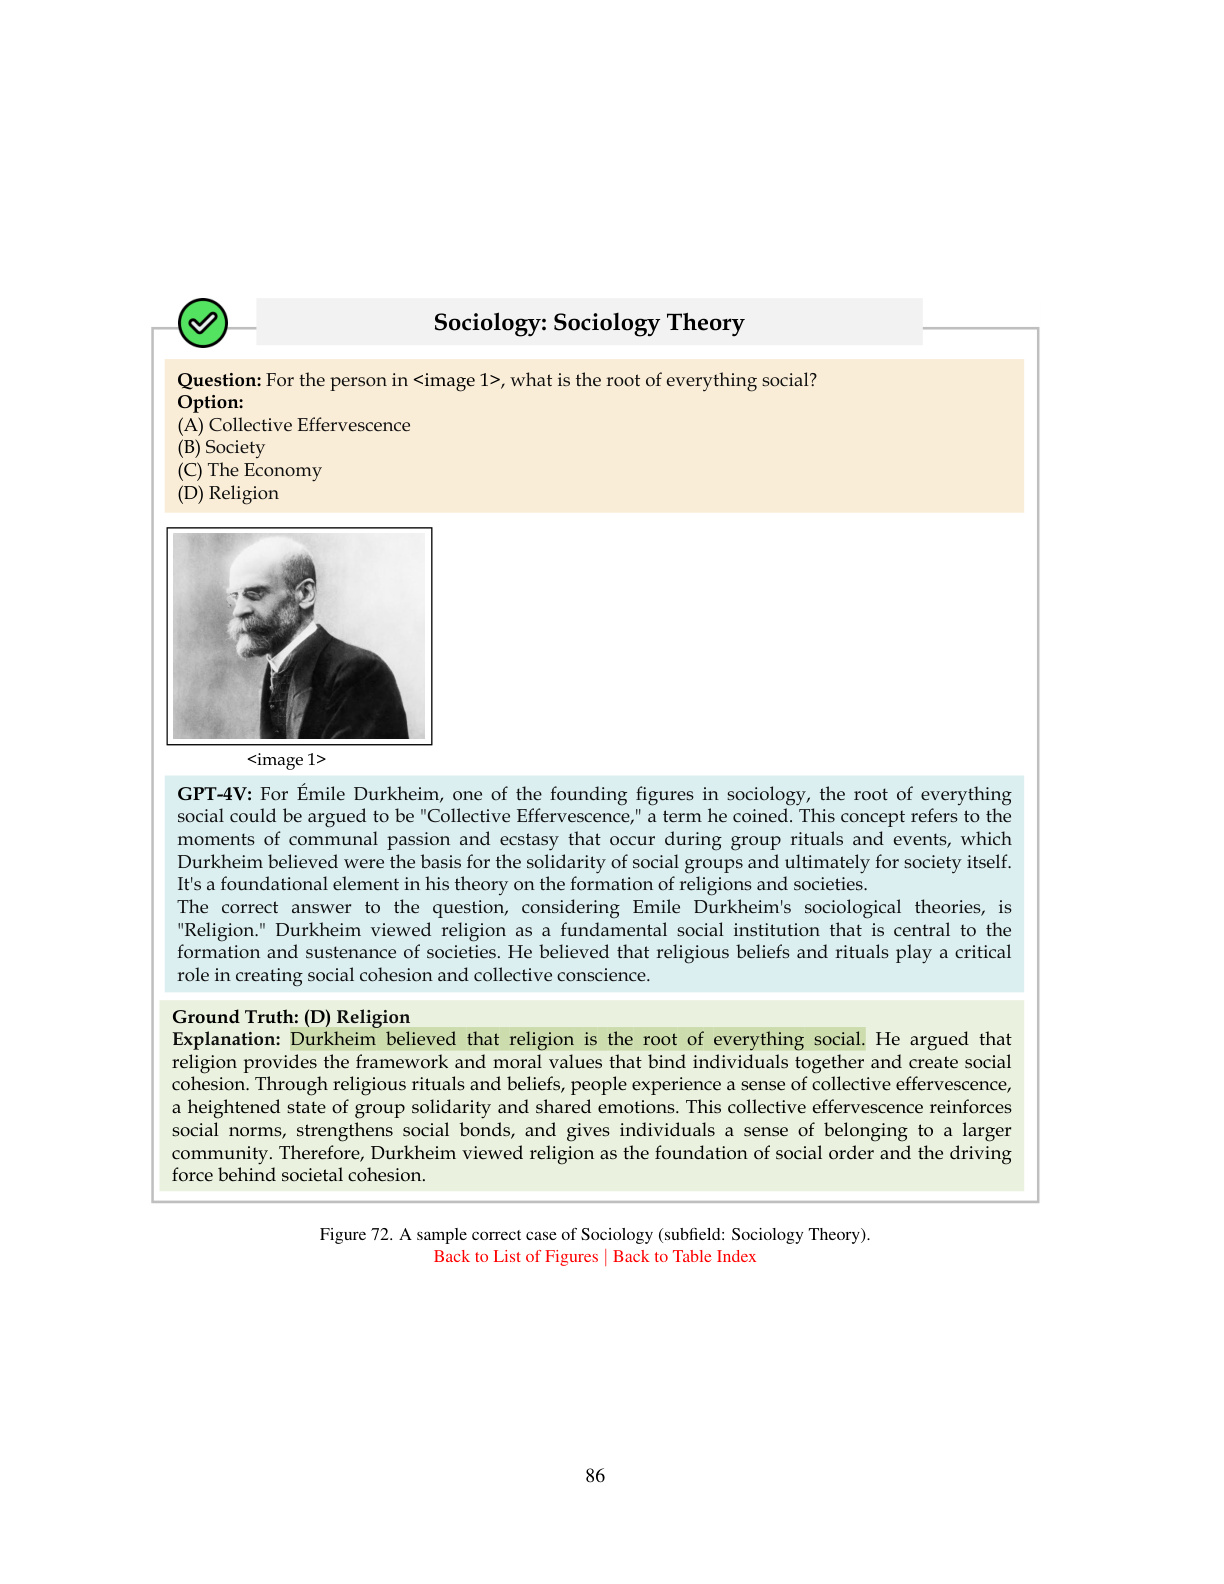 Sociology: Sociology Theory
Question: For the person in <image 1>, what is the root of everything social?
Option:
(A) Collective Effervescence
(B) Society
(C) The Economy
(D) Religion
<image 1>
GPT-4V: For Émile Durkheim, one of the founding figures in sociology, the root of everything
social could be argued to be "Collective Effervescence," a term he coined. This concept refers to the
moments of communal passion and ecstasy that occur during group rituals and events, which
Durkheim believed were the basis for the solidarity of social groups and ultimately for society itself.
It's a foundational element in his theory on the formation of religions and societies.
The correct answer to the question, considering Emile Durkheim's sociological theories, is
"Religion." Durkheim viewed religion as a fundamental social institution that is central to the
formation and sustenance of societies. He believed that religious beliefs and rituals play a critical
role in creating social cohesion and collective conscience.
Ground Truth: (D) Religion
Explanation: Durkheim believed that religion is the root of everything social. He argued that
religion provides the framework and moral values that bind individuals together and create social
cohesion. Through religious rituals and beliefs, people experience a sense of collective effervescence,
a heightened state of group solidarity and shared emotions. This collective effervescence reinforces
social norms, strengthens social bonds, and gives individuals a sense of belonging to a larger
community. Therefore, Durkheim viewed religion as the foundation of social order and the driving
force behind societal cohesion.
Figure 72. A sample correct case of Sociology (subfield: Sociology Theory).
Back to List of Figures | Back to Table Index
86